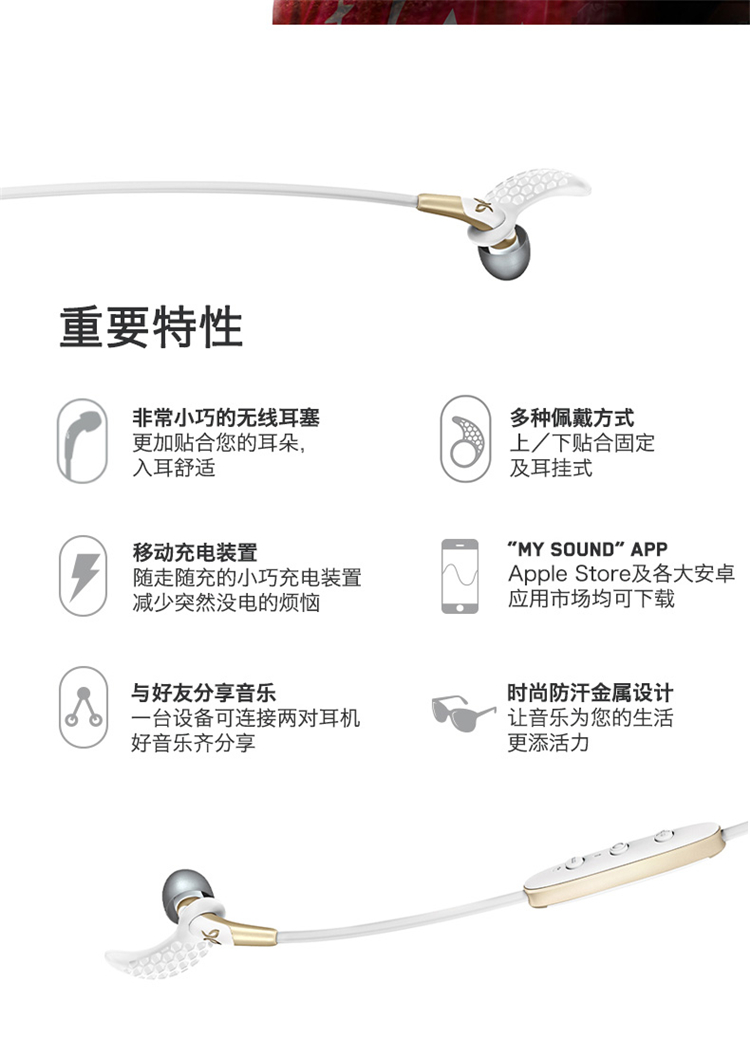 重要特性
非常小巧的无线耳塞
更加贴合您的耳朵,
入耳舒适
多种佩戴方式
上／下贴合固定
及耳挂式
移动充电装置
随走随充的小巧充电装置
减少突然没电的烦恼
“MY SOUND” APP
Apple Store及各大安卓
应用市场均可下载
与好友分享音乐
一台设备可连接两对耳机
好音乐齐分享
时尚防汗金属设计
让音乐为您的生活
更添活力